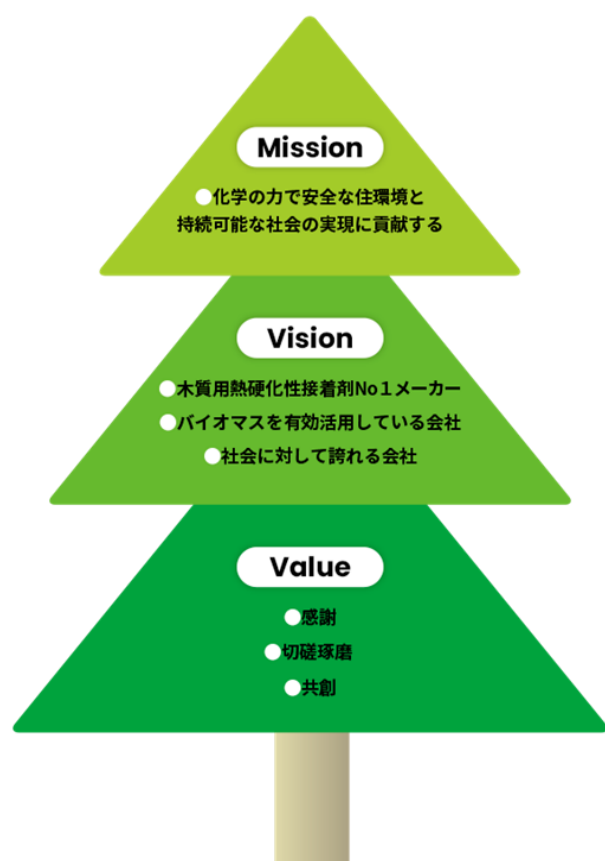 Mission
●化学の力で安全な住環境と
持続可能な社会の実現に貢献する
Vision
●木質用熱硬化性接着剤No１メーカー
●バイオマスを有効活用している会社
●社会に対して誇れる会社
Value
●感謝
●切磋琢磨
●共創